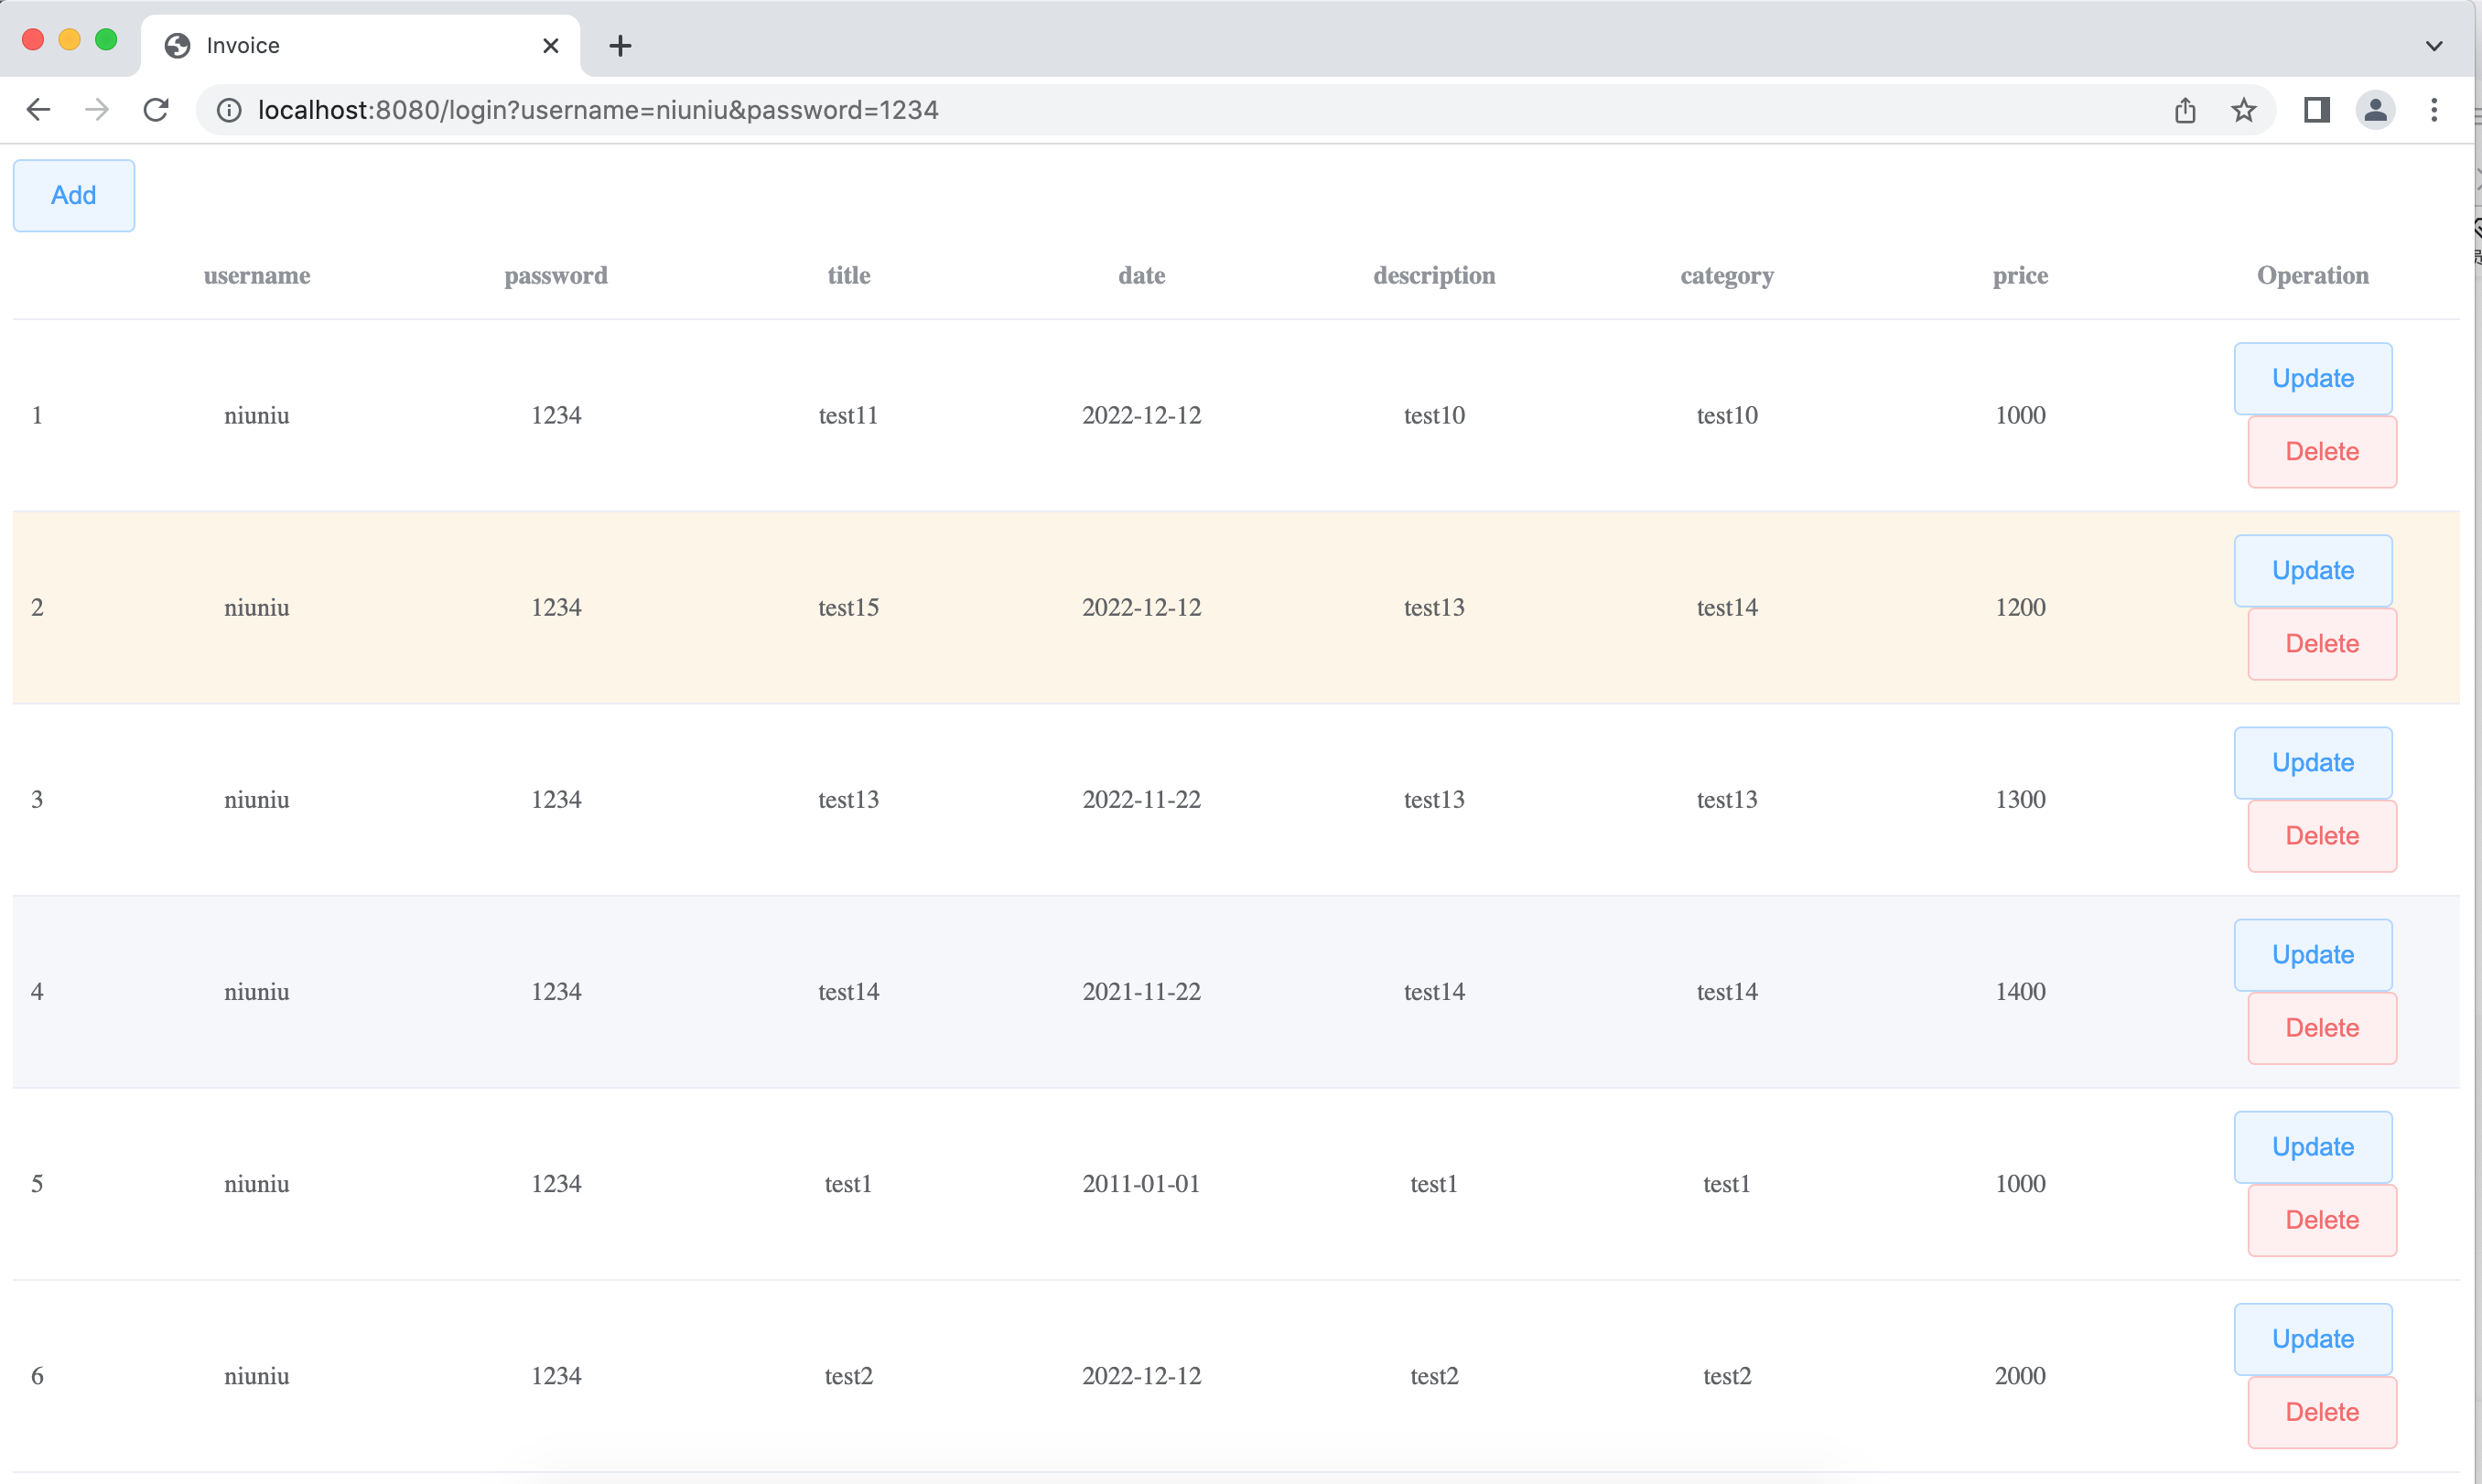 Invoice
localhost:8080/login?username=niuniu&password=1234
Add
username password title date description category price Operation
1 niuniu 1234 test11 2022-12-12 test10 test10 1000 Update
Delete
2 niuniu 1234 test15 2022-12-12 test13 test14 1200 Update
Delete
3 niuniu 1234 test13 2022-11-22 test13 test13 1300 Update
Delete
4 niuniu 1234 test14 2021-11-22 test14 test14 1400 Update
Delete
5 niuniu 1234 test1 2011-01-01 test1 test1 1000 Update
Delete
6 niuniu 1234 test2 2022-12-12 test2 test2 2000 Update
Delete